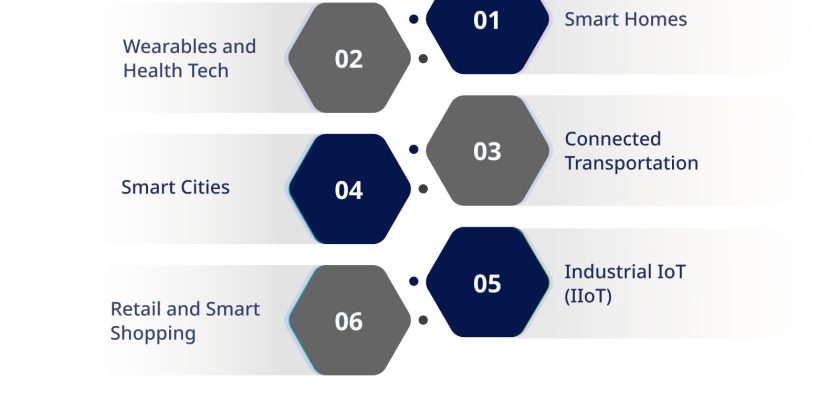 01
Smart Homes
02
Wearables and
Health Tech
03
Connected
Transportation
04
Smart Cities
05
Industrial IoT
(IIoT)
06
Retail and Smart
Shopping